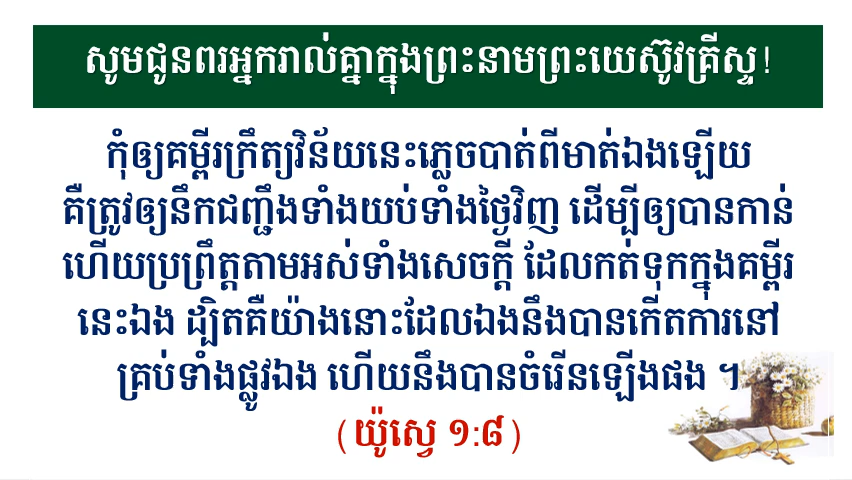 សូមជូនពរអ្នករាល់គ្នាក្នុងព្រះនាមព្រះយេស៊ូវគ្រីស្ទ!
កុំឲ្យគម្ពីរក្រឹត្យវិន័យនេះភ្លេចបាត់ពីមាត់ឯងឡើយ
គឺត្រូវឲ្យនឹកជញ្ជឹងទាំងយប់ទាំងថ្ងៃវិញ ដើម្បីឲ្យបានកាន់
ហើយប្រព្រឹត្តតាមអស់ទាំងសេចក្ដី ដែលកត់ទុកក្នុងគម្ពីរ
នេះឯង ដ្បិតគឺយ៉ាងនោះដែលឯងនឹងបានកើតការនៅ
គ្រប់ទាំងផ្លូវឯង ហើយនឹងបានចំរើនឡើងផង ។
(យ៉ូស្វេ ១:៨)